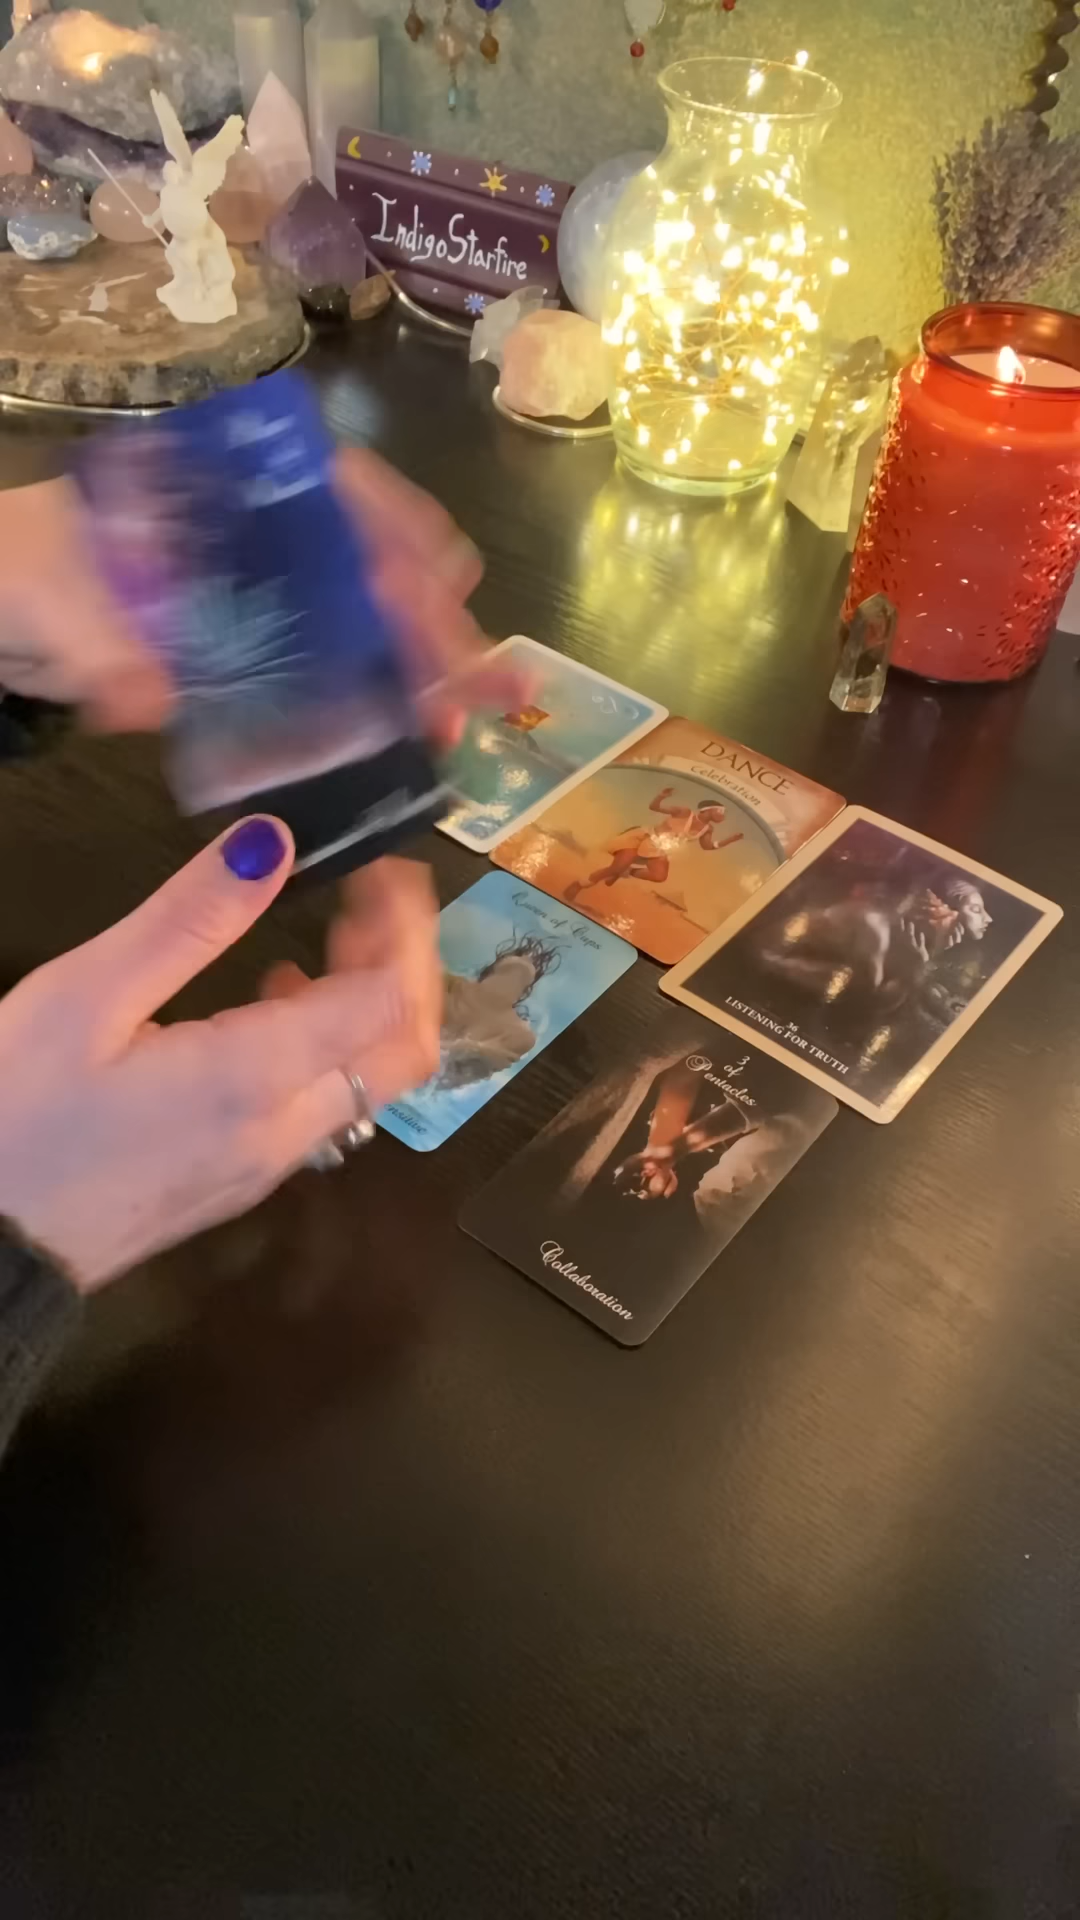 IndigoStarfire
DANCE
Celebration
Queen of Cups
36
LISTENING FOR TRUTH
3
of
Pentacles
Collaboration